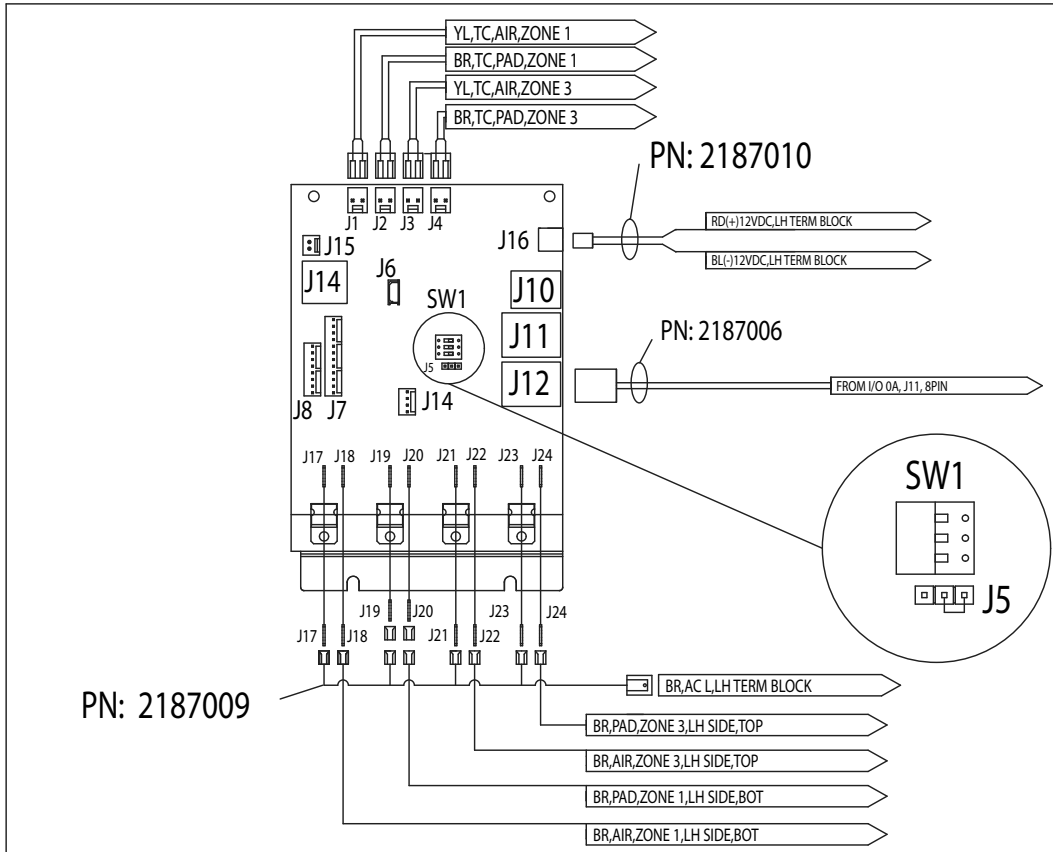 YL,TC,AIR,ZONE 1
BR,TC,PAD,ZONE 1
YL,TC,AIR,ZONE 3
BR,TC,PAD,ZONE 3
PN: 2187010
J1 J2 J3 J4
J16
RD(+)12VDC,LH TERM BLOCK
BL(-)12VDC,LH TERM BLOCK
J15
J14
J6
SW1
J10
J11
J5
J12
PN: 2187006
FROM I/O 0A, J11, 8PIN
J8 J7
J14
J17 J18 J19 J20 J21 J22 J23 J24
SW1
J5
J19 J20 J23 J24
J17 J18 J21 J22
PN: 2187009
BR,AC L,LH TERM BLOCK
BR,PAD,ZONE 3,LH SIDE,TOP
BR,AIR,ZONE 3,LH SIDE,TOP
BR,PAD,ZONE 1,LH SIDE,BOT
BR,AIR,ZONE 1,LH SIDE,BOT